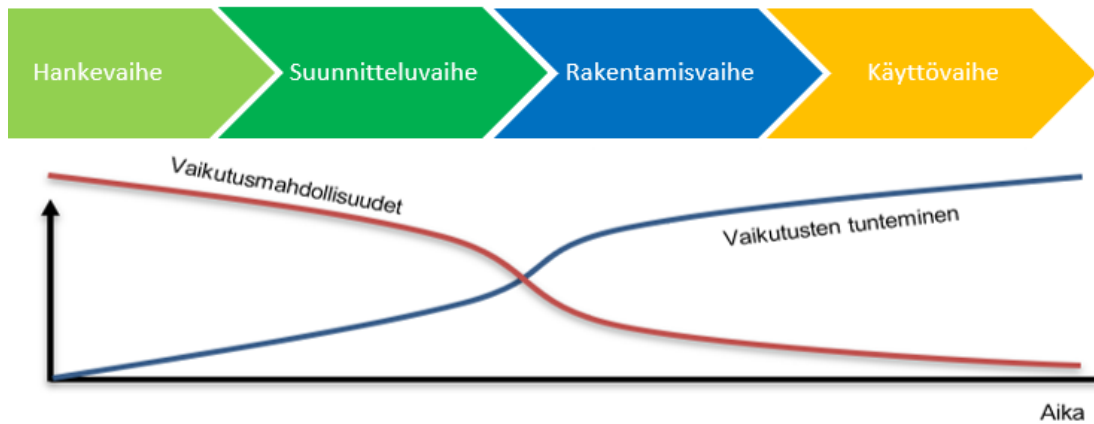 Hankevaihe
Suunnitteluvaihe
Rakentamisvaihe
Käyttövaihe
Vaikutusmahdollisuudet
Vaikutusten tunteminen
Aika